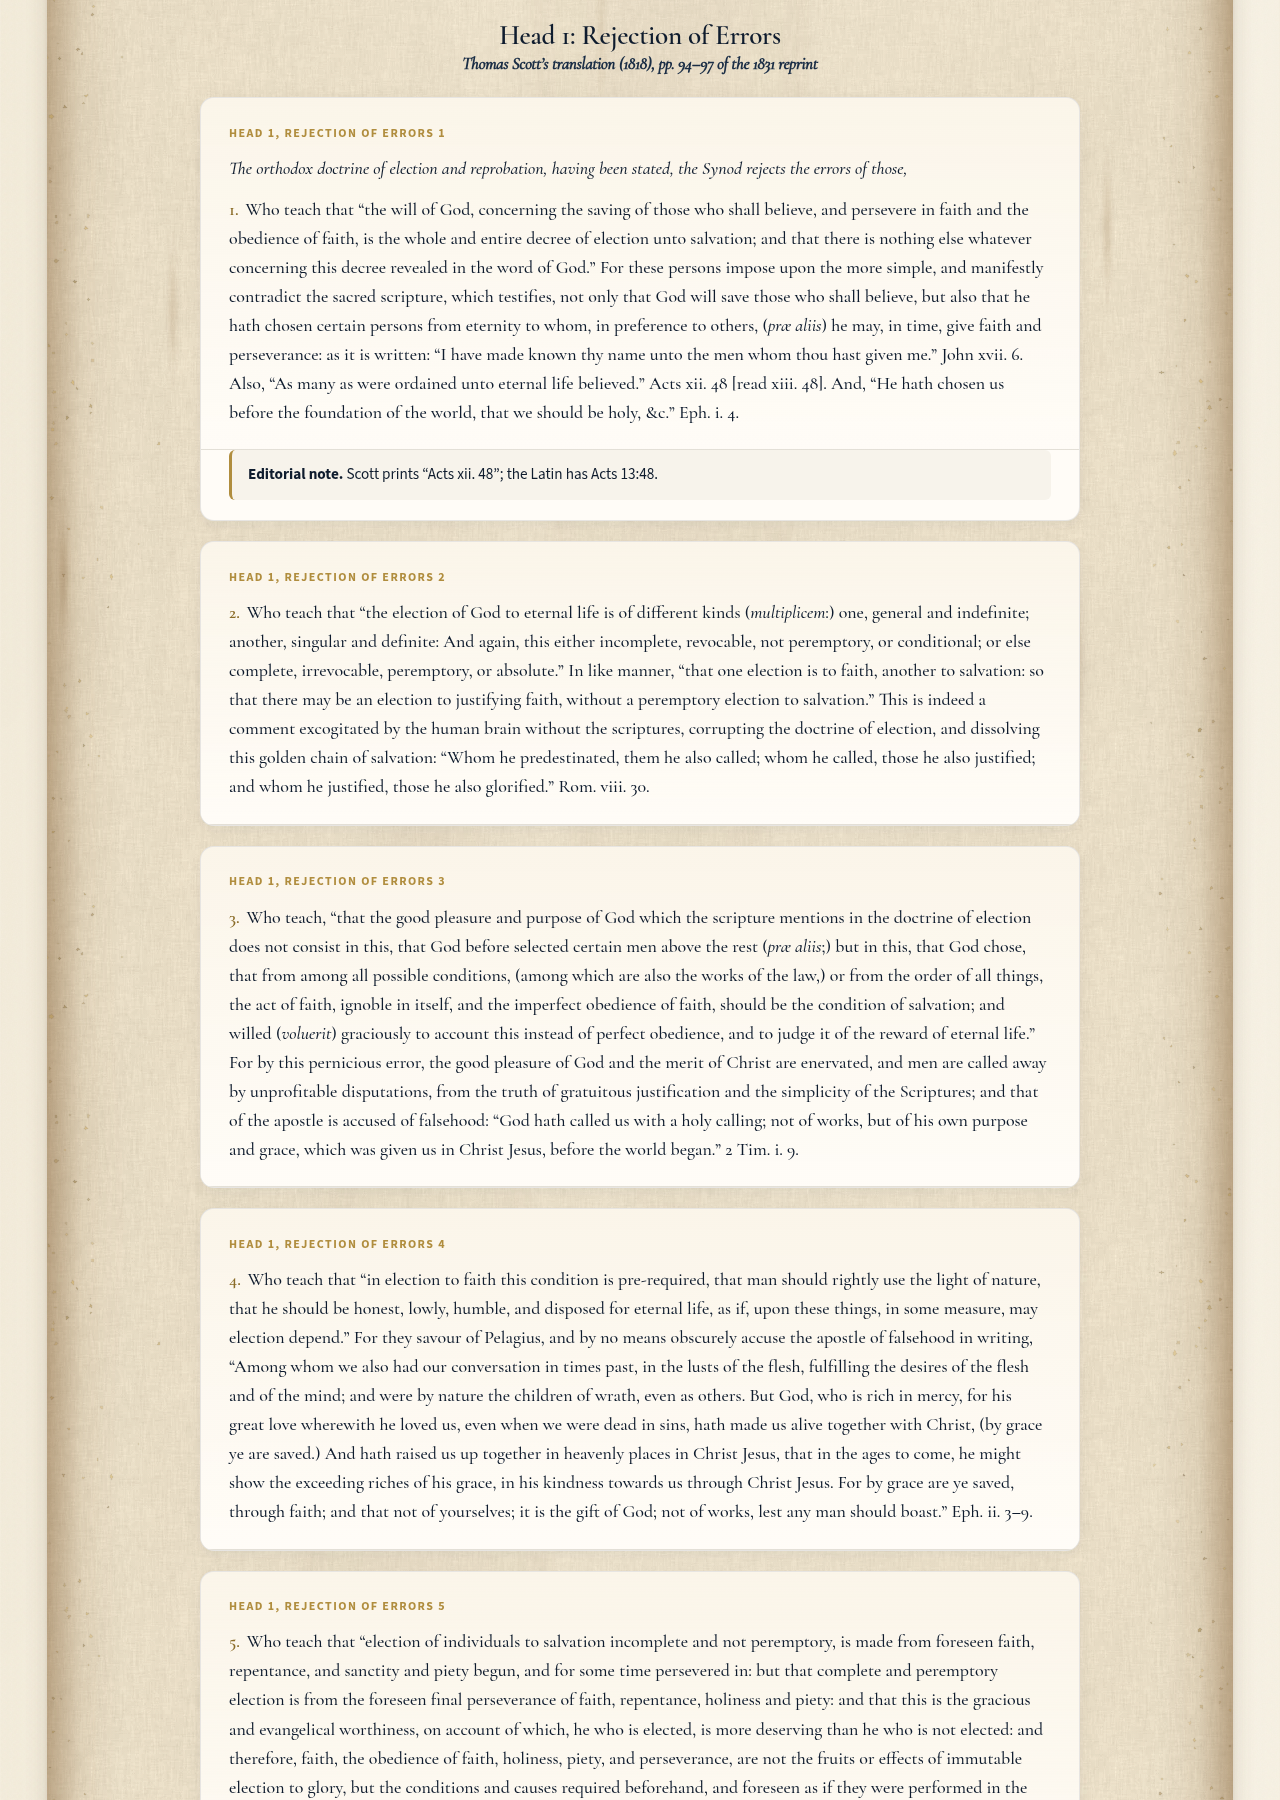 Head 1: Rejection of Errors
Thomas Scott’s translation (1818), pp. 94–97 of the 1831 reprint
HEAD 1, REJECTION OF ERRORS 1
The orthodox doctrine of election and reprobation, having been stated, the Synod rejects the errors of those,
1. Who teach that “the will of God, concerning the saving of those who shall believe, and persevere in faith and the
obedience of faith, is the whole and entire decree of election unto salvation; and that there is nothing else whatever
concerning this decree revealed in the word of God.” For these persons impose upon the more simple, and manifestly
contradict the sacred scripture, which testifies, not only that God will save those who shall believe, but also that he
hath chosen certain persons from eternity to whom, in preference to others, (præ aliis) he may, in time, give faith and
perseverance: as it is written: “I have made known thy name unto the men whom thou hast given me.” John xvii. 6.
Also, “As many as were ordained unto eternal life believed.” Acts xii. 48 [read xiii. 48]. And, “He hath chosen us
before the foundation of the world, that we should be holy, &c.” Eph. i. 4.
Editorial note. Scott prints “Acts xii. 48”; the Latin has Acts 13:48.
HEAD 1, REJECTION OF ERRORS 2
2. Who teach that “the election of God to eternal life is of different kinds (multiplicem:) one, general and indefinite;
another, singular and definite: And again, this either incomplete, revocable, not peremptory, or conditional; or else
complete, irrevocable, peremptory, or absolute.” In like manner, “that one election is to faith, another to salvation: so
that there may be an election to justifying faith, without a peremptory election to salvation.” This is indeed a
comment excogitated by the human brain without the scriptures, corrupting the doctrine of election, and dissolving
this golden chain of salvation: “Whom he predestinated, them he also called; whom he called, those he also justified;
and whom he justified, those he also glorified.” Rom. viii. 30.
HEAD 1, REJECTION OF ERRORS 3
3. Who teach, “that the good pleasure and purpose of God which the scripture mentions in the doctrine of election
does not consist in this, that God before selected certain men above the rest (præ aliis;) but in this, that God chose,
that from among all possible conditions, (among which are also the works of the law,) or from the order of all things,
the act of faith, ignoble in itself, and the imperfect obedience of faith, should be the condition of salvation; and
willed (voluerit) graciously to account this instead of perfect obedience, and to judge it of the reward of eternal life.”
For by this pernicious error, the good pleasure of God and the merit of Christ are enervated, and men are called away
by unprofitable disputations, from the truth of gratuitous justification and the simplicity of the Scriptures; and that
of the apostle is accused of falsehood: “God hath called us with a holy calling; not of works, but of his own purpose
and grace, which was given us in Christ Jesus, before the world began.” 2 Tim. i. 9.
HEAD 1, REJECTION OF ERRORS 4
4. Who teach that “in election to faith this condition is pre-required, that man should rightly use the light of nature,
that he should be honest, lowly, humble, and disposed for eternal life, as if, upon these things, in some measure, may
election depend.” For they savour of Pelagius, and by no means obscurely accuse the apostle of falsehood in writing,
“Among whom we also had our conversation in times past, in the lusts of the flesh, fulfilling the desires of the flesh
and of the mind; and were by nature the children of wrath, even as others. But God, who is rich in mercy, for his
great love wherewith he loved us, even when we were dead in sins, hath made us alive together with Christ, (by grace
ye are saved.) And hath raised us up together in heavenly places in Christ Jesus, that in the ages to come, he might
show the exceeding riches of his grace, in his kindness towards us through Christ Jesus. For by grace are ye saved,
through faith; and that not of yourselves; it is the gift of God; not of works, lest any man should boast.” Eph. ii. 3–9.
HEAD 1, REJECTION OF ERRORS 5
5. Who teach that “election of individuals to salvation incomplete and not peremptory, is made from foreseen faith,
repentance, and sanctity and piety begun, and for some time persevered in: but that complete and peremptory
election is from the foreseen final perseverance of faith, repentance, holiness and piety: and that this is the gracious
and evangelical worthiness, on account of which, he who is elected, is more deserving than he who is not elected: and
therefore, faith, the obedience of faith, holiness, piety, and perseverance, are not the fruits or effects of immutable
election to glory, but the conditions and causes required beforehand, and foreseen as if they were performed in the